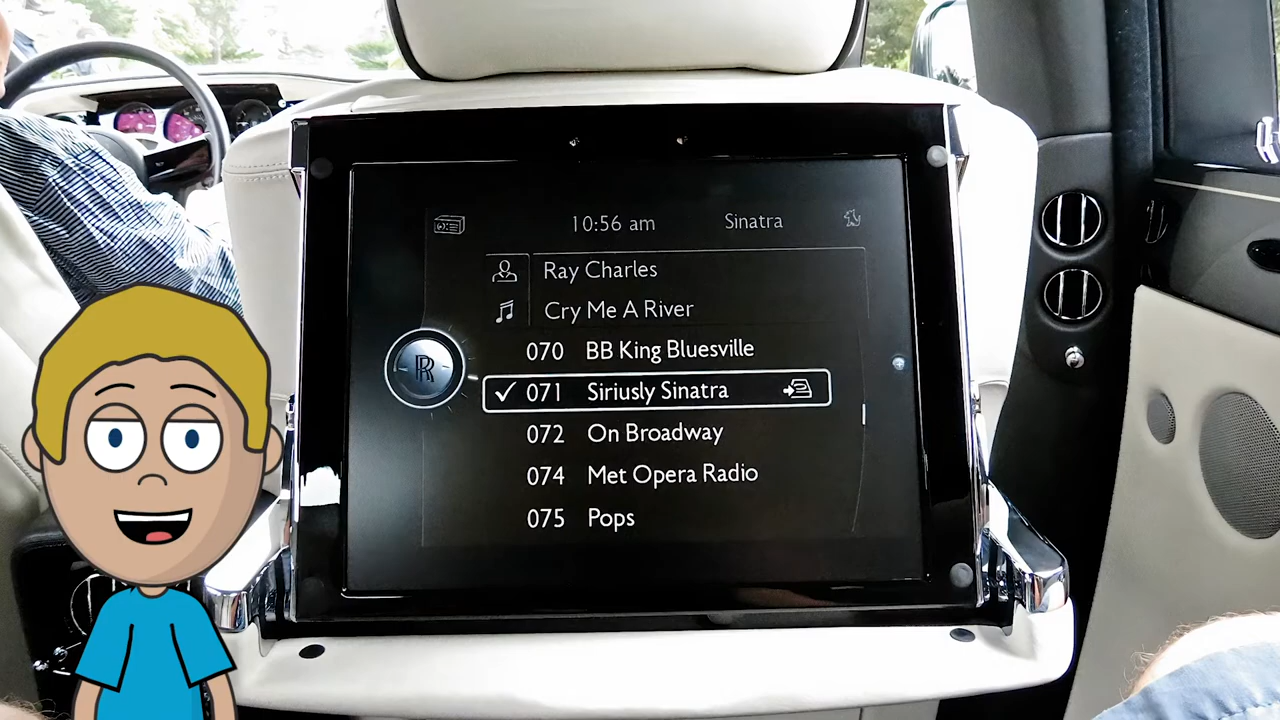 10:56 am Sinatra
Ray Charles
Cry Me A River
070 BB King Bluesville
071 Siriusly Sinatra
072 On Broadway
074 Met Opera Radio
075 Pops
RR